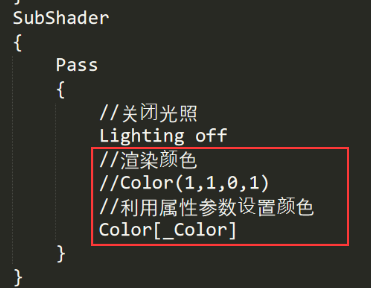 }
SubShader
{
Pass
{
//关闭光照
Lighting off
//渲染颜色
//Color(1,1,0,1)
//利用属性参数设置颜色
Color[_Color]
}
}